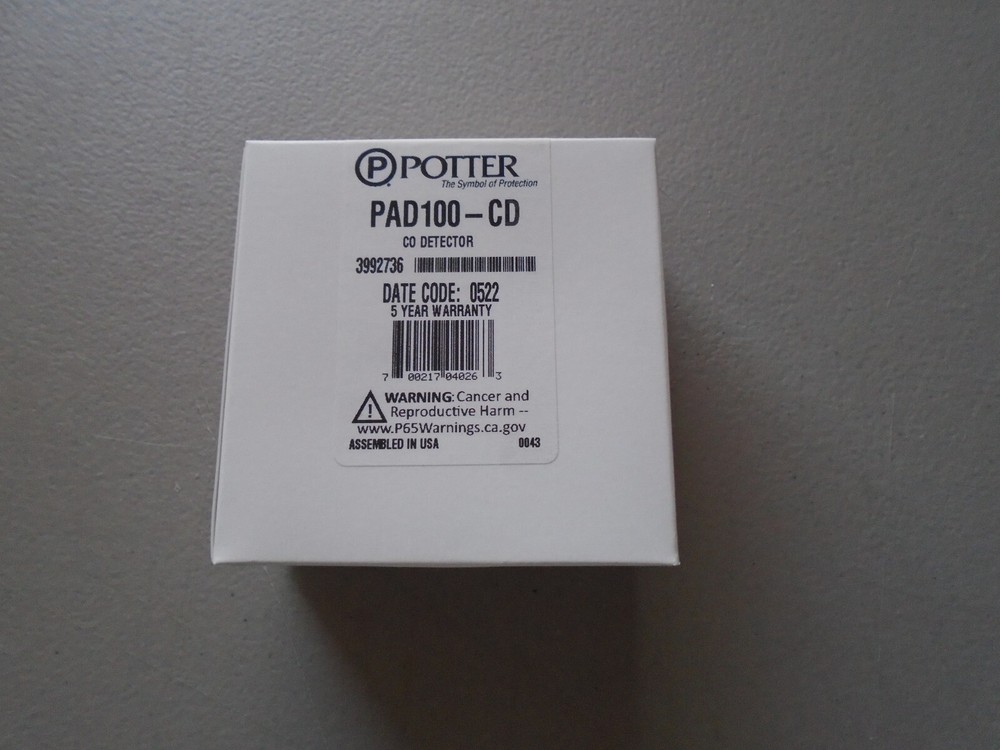 P POTTER
The Symbol of Protection
PAD100-CD
CO DETECTOR
3992736
DATE CODE: 0522
5 YEAR WARRANTY
7 00217 04026 3
WARNING: Cancer and
Reproductive Harm --
www.P65Warnings.ca.gov
ASSEMBLED IN USA 0043